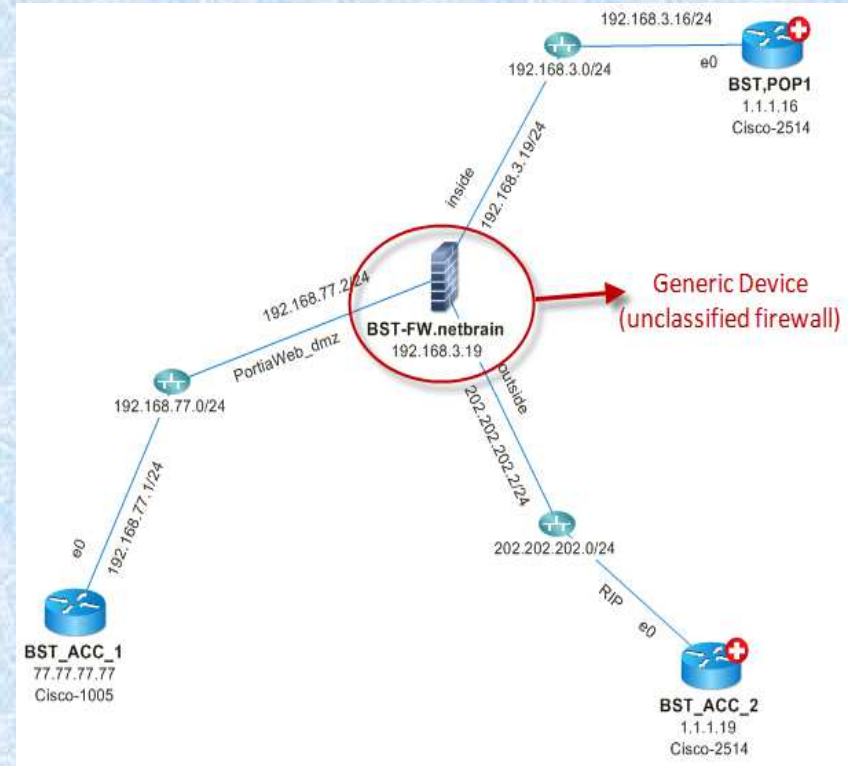 192.168.3.16/24
192.168.3.0/24
e0
BST,POP1
1.1.1.16
Cisco-2514
inside
192.168.3.19/24
192.168.77.2/24
PortiaWeb_dmz
BST-FW.netbrain
192.168.3.19
Generic Device
(unclassified firewall)
outside
202.202.202.2/24
192.168.77.0/24
192.168.77.1/24
e0
BST_ACC_1
77.77.77.77
Cisco-1005
202.202.202.0/24
RIP
e0
BST_ACC_2
1.1.1.19
Cisco-2514